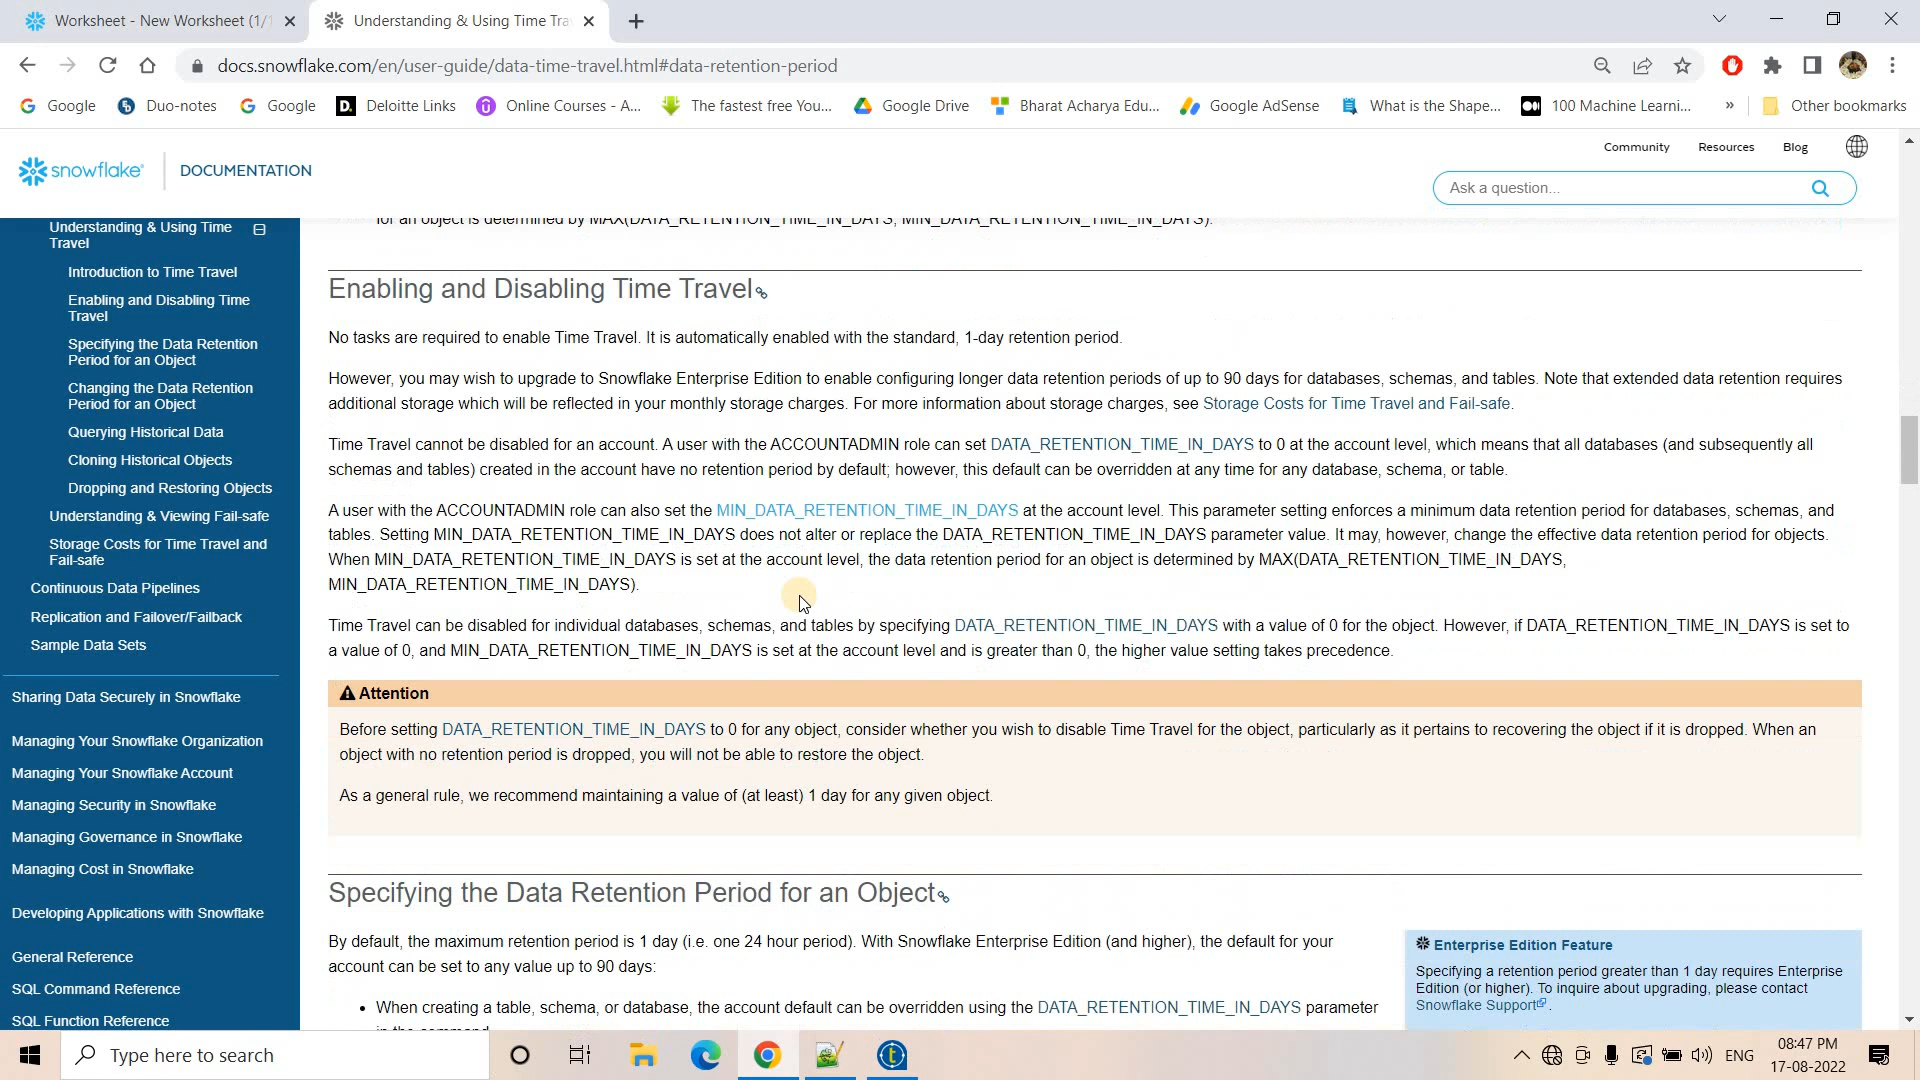 Worksheet - New Worksheet (1/1
Understanding & Using Time Tra
docs.snowflake.com/en/user-guide/data-time-travel.html#data-retention-period
Google
Duo-notes
Google
Deloitte Links
Online Courses - A...
The fastest free You...
Google Drive
Bharat Acharya Edu...
Google AdSense
What is the Shape...
100 Machine Learni...
»
Other bookmarks
snowflake
DOCUMENTATION
Community
Resources
Blog
Ask a question...
Understanding & Using Time
Travel
Introduction to Time Travel
Enabling and Disabling Time
Travel
Specifying the Data Retention
Period for an Object
Changing the Data Retention
Period for an Object
Querying Historical Data
Cloning Historical Objects
Dropping and Restoring Objects
Understanding & Viewing Fail-safe
Storage Costs for Time Travel and
Fail-safe
Continuous Data Pipelines
Replication and Failover/Failback
Sample Data Sets
Sharing Data Securely in Snowflake
Managing Your Snowflake Organization
Managing Your Snowflake Account
Managing Security in Snowflake
Managing Governance in Snowflake
Managing Cost in Snowflake
Developing Applications with Snowflake
General Reference
SQL Command Reference
SQL Function Reference
for an object is determined by MAX(DATA_RETENTION_TIME_IN_DAYS, MIN_DATA_RETENTION_TIME_IN_DAYS).
Enabling and Disabling Time Travel
No tasks are required to enable Time Travel. It is automatically enabled with the standard, 1-day retention period.
However, you may wish to upgrade to Snowflake Enterprise Edition to enable configuring longer data retention periods of up to 90 days for databases, schemas, and tables. Note that extended data retention requires
additional storage which will be reflected in your monthly storage charges. For more information about storage charges, see Storage Costs for Time Travel and Fail-safe.
Time Travel cannot be disabled for an account. A user with the ACCOUNTADMIN role can set DATA_RETENTION_TIME_IN_DAYS to 0 at the account level, which means that all databases (and subsequently all
schemas and tables) created in the account have no retention period by default; however, this default can be overridden at any time for any database, schema, or table.
A user with the ACCOUNTADMIN role can also set the MIN_DATA_RETENTION_TIME_IN_DAYS at the account level. This parameter setting enforces a minimum data retention period for databases, schemas, and
tables. Setting MIN_DATA_RETENTION_TIME_IN_DAYS does not alter or replace the DATA_RETENTION_TIME_IN_DAYS parameter value. It may, however, change the effective data retention period for objects.
When MIN_DATA_RETENTION_TIME_IN_DAYS is set at the account level, the data retention period for an object is determined by MAX(DATA_RETENTION_TIME_IN_DAYS,
MIN_DATA_RETENTION_TIME_IN_DAYS).
Time Travel can be disabled for individual databases, schemas, and tables by specifying DATA_RETENTION_TIME_IN_DAYS with a value of 0 for the object. However, if DATA_RETENTION_TIME_IN_DAYS is set to
a value of 0, and MIN_DATA_RETENTION_TIME_IN_DAYS is set at the account level and is greater than 0, the higher value setting takes precedence.
Attention
Before setting DATA_RETENTION_TIME_IN_DAYS to 0 for any object, consider whether you wish to disable Time Travel for the object, particularly as it pertains to recovering the object if it is dropped. When an
object with no retention period is dropped, you will not be able to restore the object.
As a general rule, we recommend maintaining a value of (at least) 1 day for any given object.
Specifying the Data Retention Period for an Object
By default, the maximum retention period is 1 day (i.e. one 24 hour period). With Snowflake Enterprise Edition (and higher), the default for your
account can be set to any value up to 90 days:
• When creating a table, schema, or database, the account default can be overridden using the DATA_RETENTION_TIME_IN_DAYS parameter
in the command
Enterprise Edition Feature
Specifying a retention period greater than 1 day requires Enterprise
Edition (or higher). To inquire about upgrading, please contact
Snowflake Support.
Type here to search
ENG
08:47 PM
17-08-2022